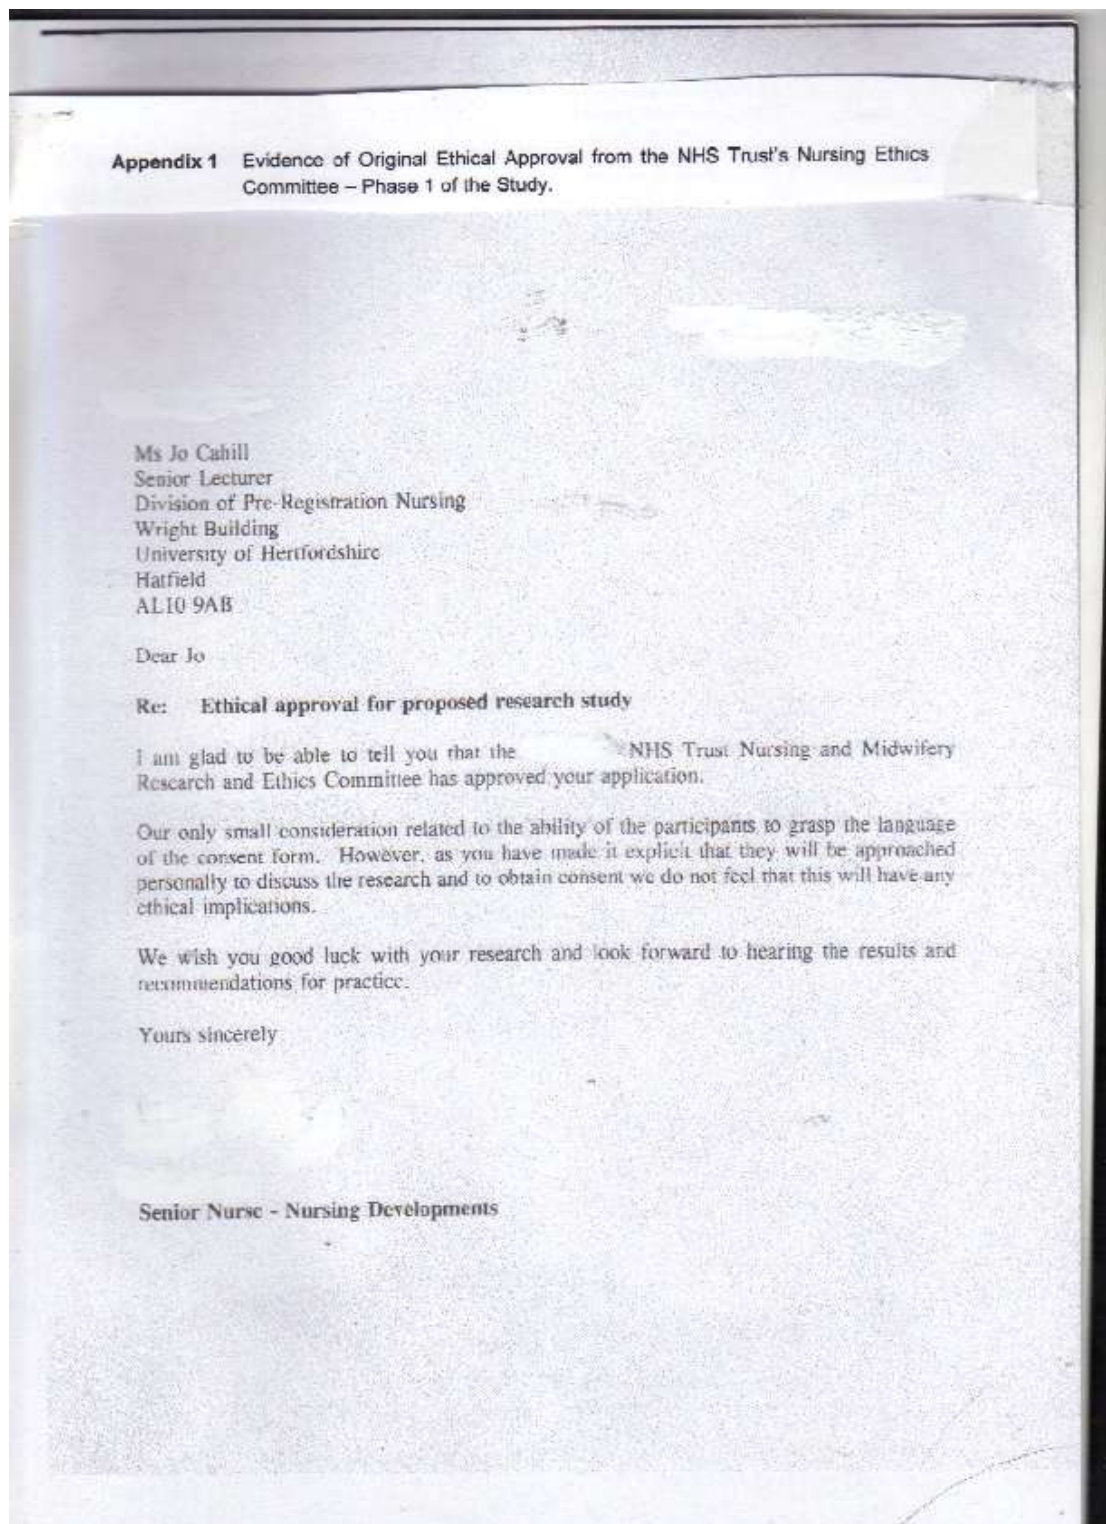 Appendix 1 Evidence of Original Ethical Approval from the NHS Trust's Nursing Ethics
Committee – Phase 1 of the Study.
Ms Jo Cahill
Senior Lecturer
Division of Pre-Registration Nursing
Wright Building
University of Hertfordshire
Hatfield
AL10 9AB
Dear Jo
Re: Ethical approval for proposed research study
I am glad to be able to tell you that the NHS Trust Nursing and Midwifery
Research and Ethics Committee has approved your application.
Our only small consideration related to the ability of the participants to grasp the language
of the consent form. However, as you have made it explicit that they will be approached
personally to discuss the research and to obtain consent we do not feel that this will have any
ethical implications.
We wish you good luck with your research and look forward to hearing the results and
recommendations for practice.
Yours sincerely
Senior Nurse - Nursing Developments